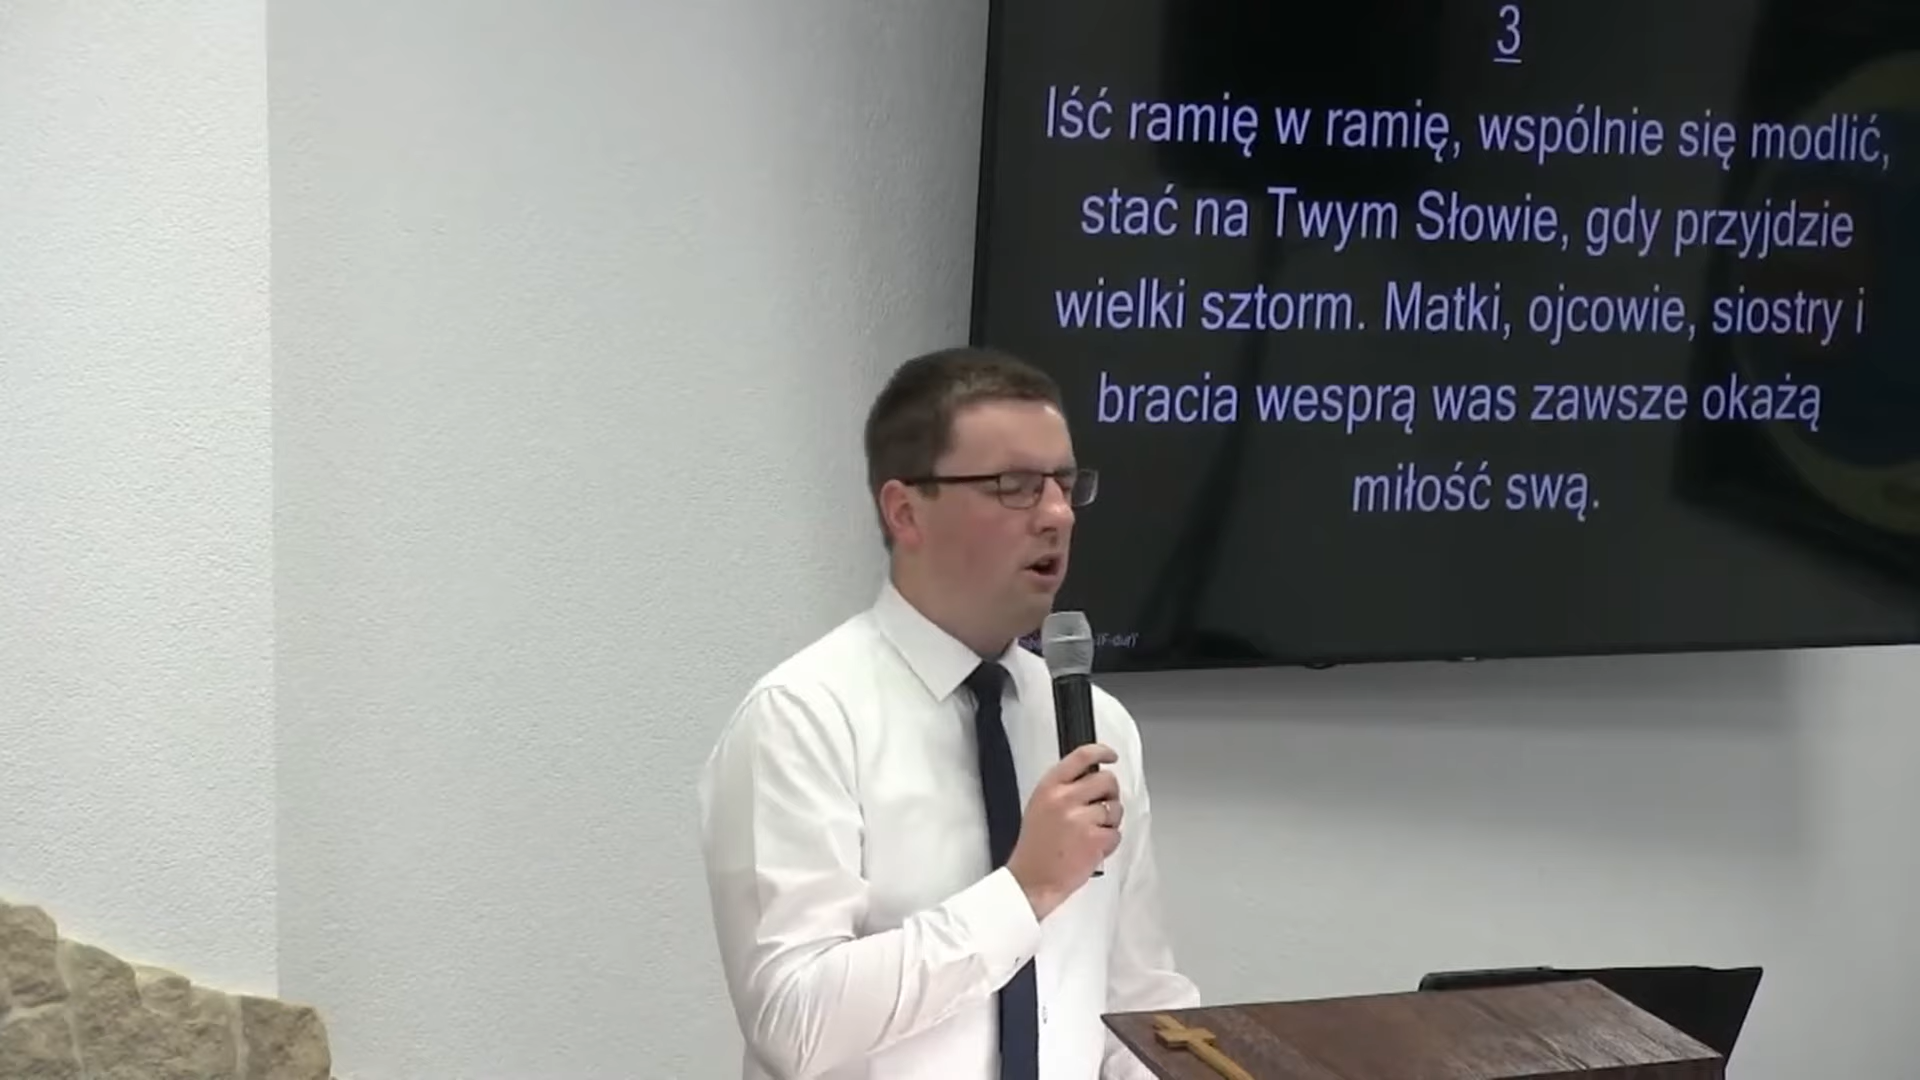 3
Iść ramię w ramię, wspólnie się modlić,
stać na Twym Słowie, gdy przyjdzie
wielki sztorm. Matki, ojcowie, siostry i
bracia wesprą was zawsze okażą
miłość swą.
(F-dur)'